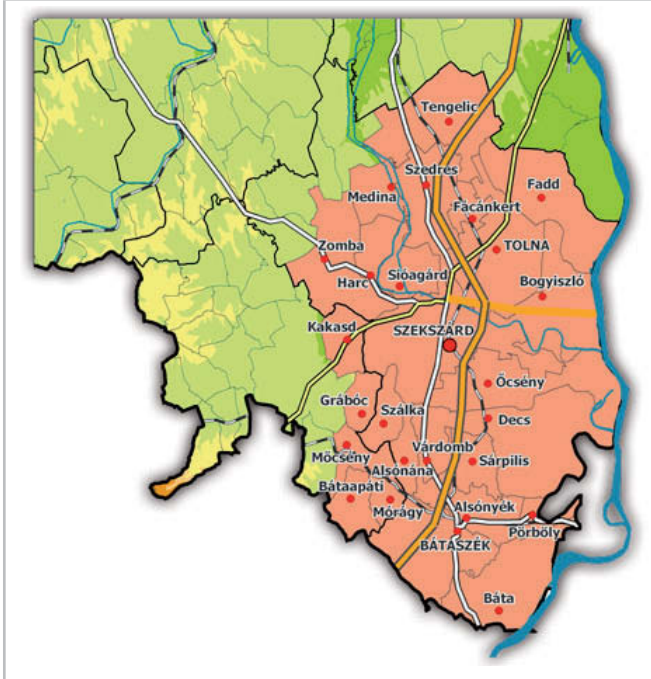 Tengelic
Szedres
Medina
Fadd
Fácánkert
Zomba
TOLNA
Harc
Sióagárd
Bogyiszló
Kakasd
SZEKSZÁRD
Őcsény
Grábóc
Szálka
Decs
Mőcsény
Várdomb
Alsónána
Sárpilis
Bátaapáti
Mórágy
Alsónyék
Pörböly
BÁTASZÉK
Báta